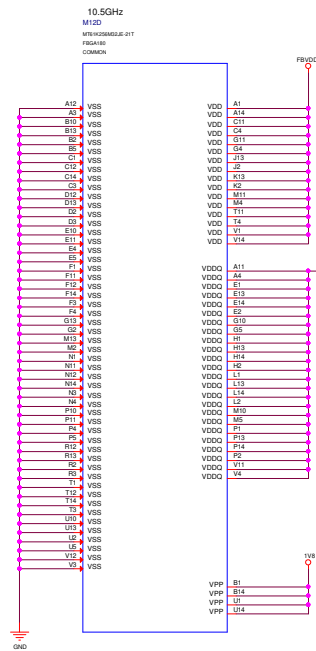 10.5GHz
M12D
MT61K256M32JE-21T
FBGA180
COMMON
FBVDD
A12 VSS VDD A1
A3 VSS VDD A14
B10 VSS VDD C11
B13 VSS VDD C4
B2 VSS VDD G11
B5 VSS VDD G4
C1 VSS VDD J13
C12 VSS VDD J2
C14 VSS VDD K13
C3 VSS VDD K2
D12 VSS VDD M11
D13 VSS VDD M4
D2 VSS VDD T11
D3 VSS VDD T4
E10 VSS VDD V1
E11 VSS VDD V14
E4 VSS
E5 VSS
F1 VSS VDDQ A11
F11 VSS VDDQ A4
F12 VSS VDDQ E1
F14 VSS VDDQ E13
F3 VSS VDDQ E14
F4 VSS VDDQ E2
G13 VSS VDDQ G10
G2 VSS VDDQ G5
M13 VSS VDDQ H1
M2 VSS VDDQ H13
N1 VSS VDDQ H14
N11 VSS VDDQ H2
N12 VSS VDDQ L1
N14 VSS VDDQ L13
N3 VSS VDDQ L14
N4 VSS VDDQ L2
P10 VSS VDDQ M10
P11 VSS VDDQ M5
P4 VSS VDDQ P1
P5 VSS VDDQ P13
R12 VSS VDDQ P14
R13 VSS VDDQ P2
R2 VSS VDDQ V11
R3 VSS VDDQ V4
T1 VSS
T12 VSS
T14 VSS
T3 VSS
U10 VSS
U13 VSS
U2 VSS
U5 VSS
1V8
V12 VSS
V3 VSS
VPP B1
VPP B14
VPP U1
VPP U14
GND